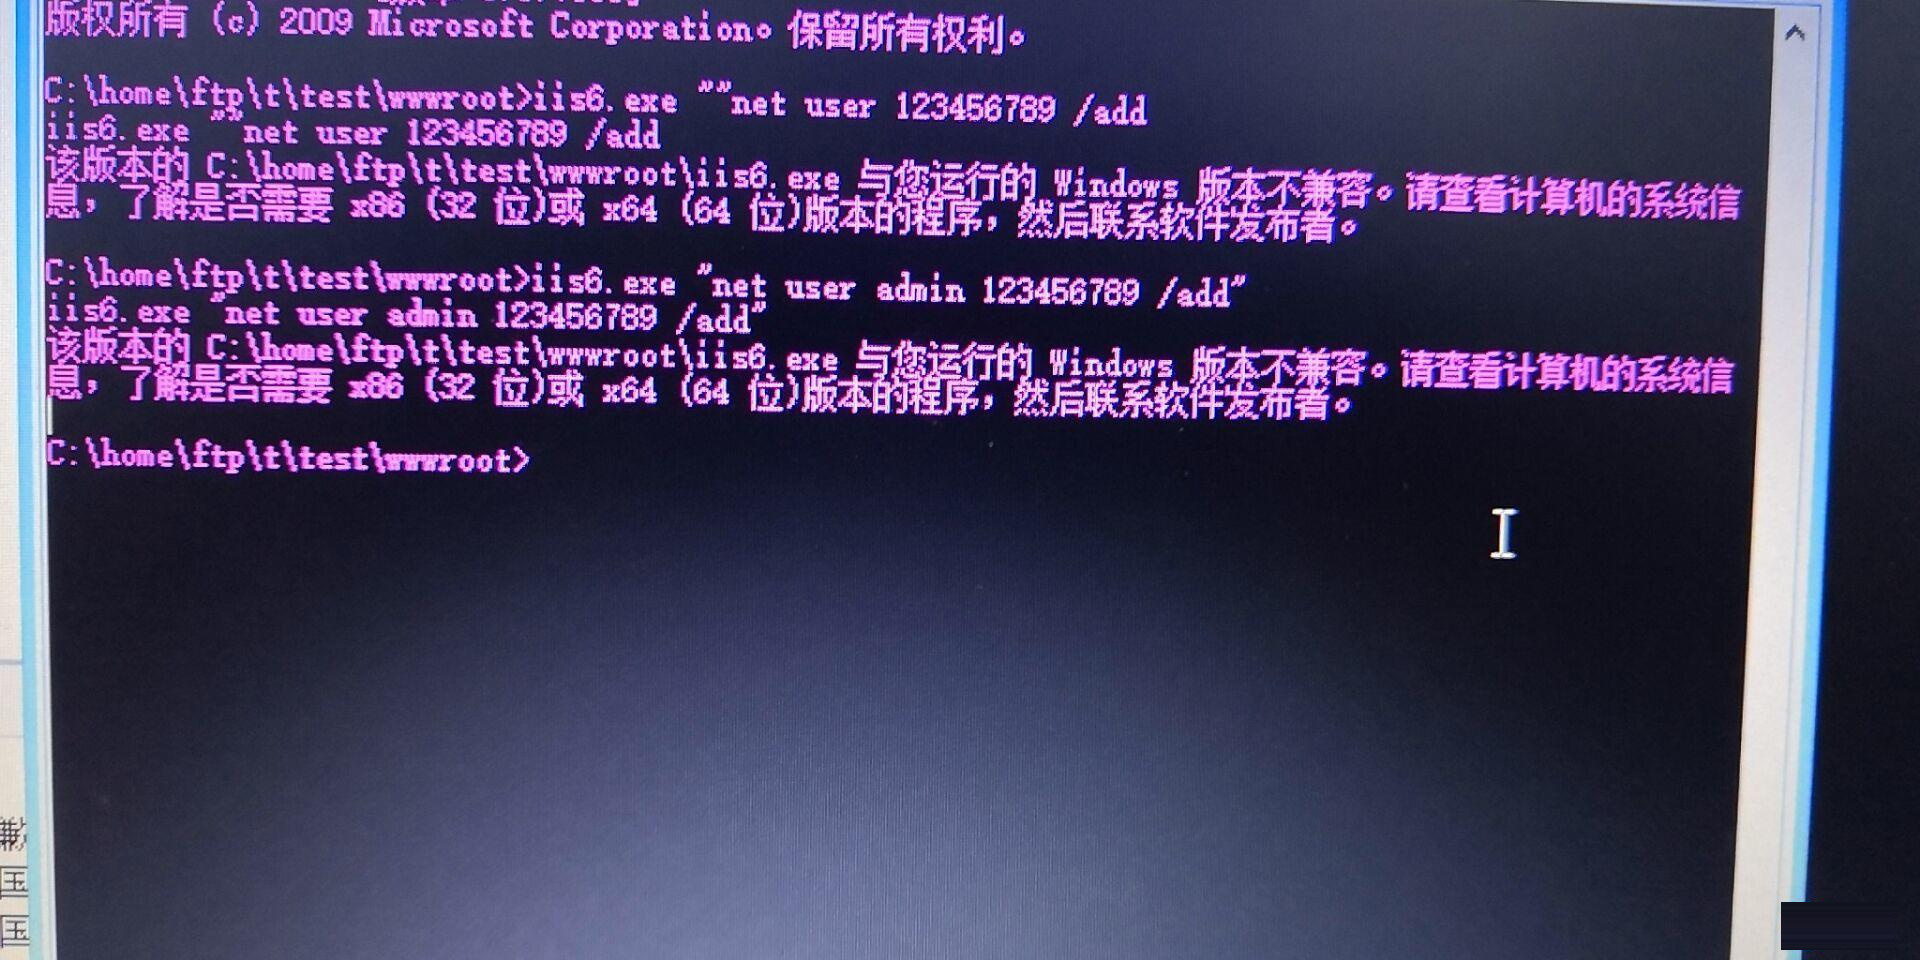 版权所有 (c) 2009 Microsoft Corporation。保留所有权利。
C:\home\ftp\t\test\wwwroot>iis6.exe ""net user 123456789 /add
iis6.exe ""net user 123456789 /add
该版本的 C:\home\ftp\t\test\wwwroot\iis6.exe 与您运行的 Windows 版本不兼容。请查看计算机的系统信
息，了解是否需要 x86 (32 位)或 x64 (64 位)版本的程序，然后联系软件发布者。
C:\home\ftp\t\test\wwwroot>iis6.exe "net user admin 123456789 /add"
iis6.exe "net user admin 123456789 /add"
该版本的 C:\home\ftp\t\test\wwwroot\iis6.exe 与您运行的 Windows 版本不兼容。请查看计算机的系统信
息，了解是否需要 x86 (32 位)或 x64 (64 位)版本的程序，然后联系软件发布者。
C:\home\ftp\t\test\wwwroot>
国
国